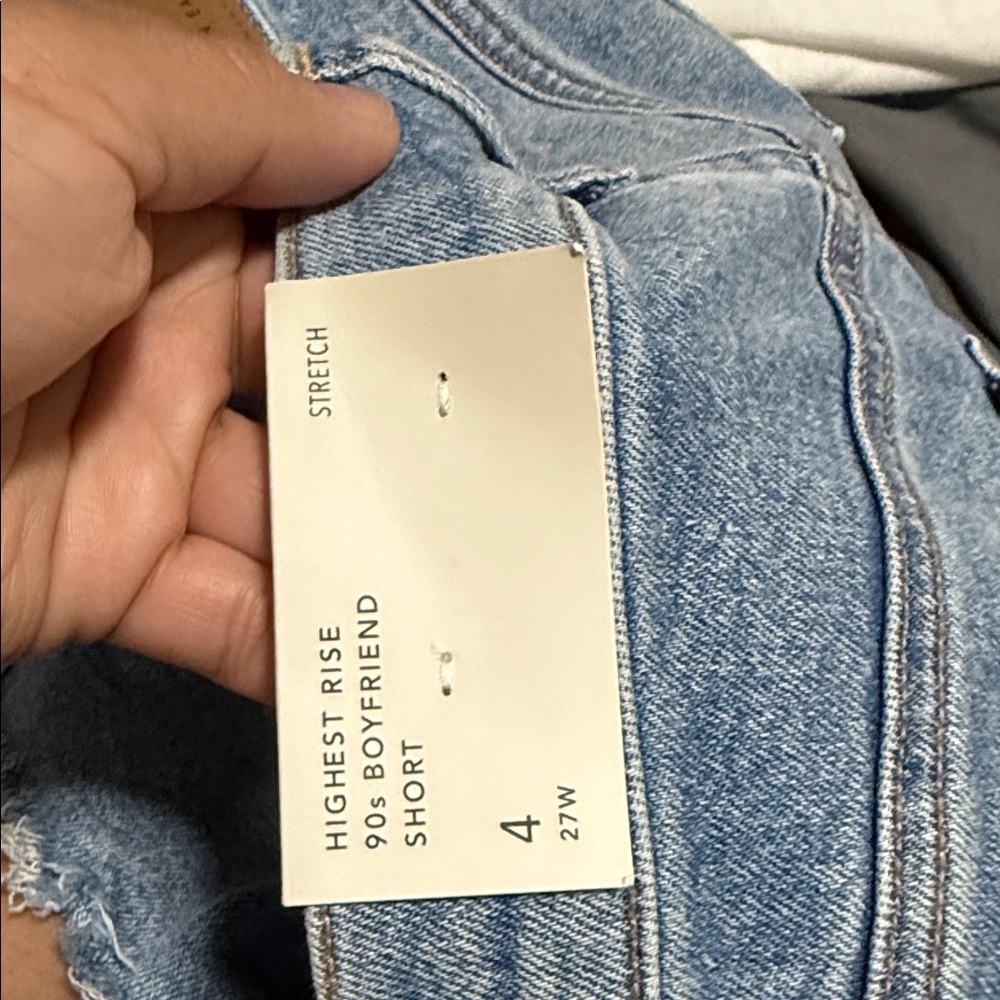 STRETCH
HIGHEST RISE
90s BOYFRIEND
SHORT
4
27W